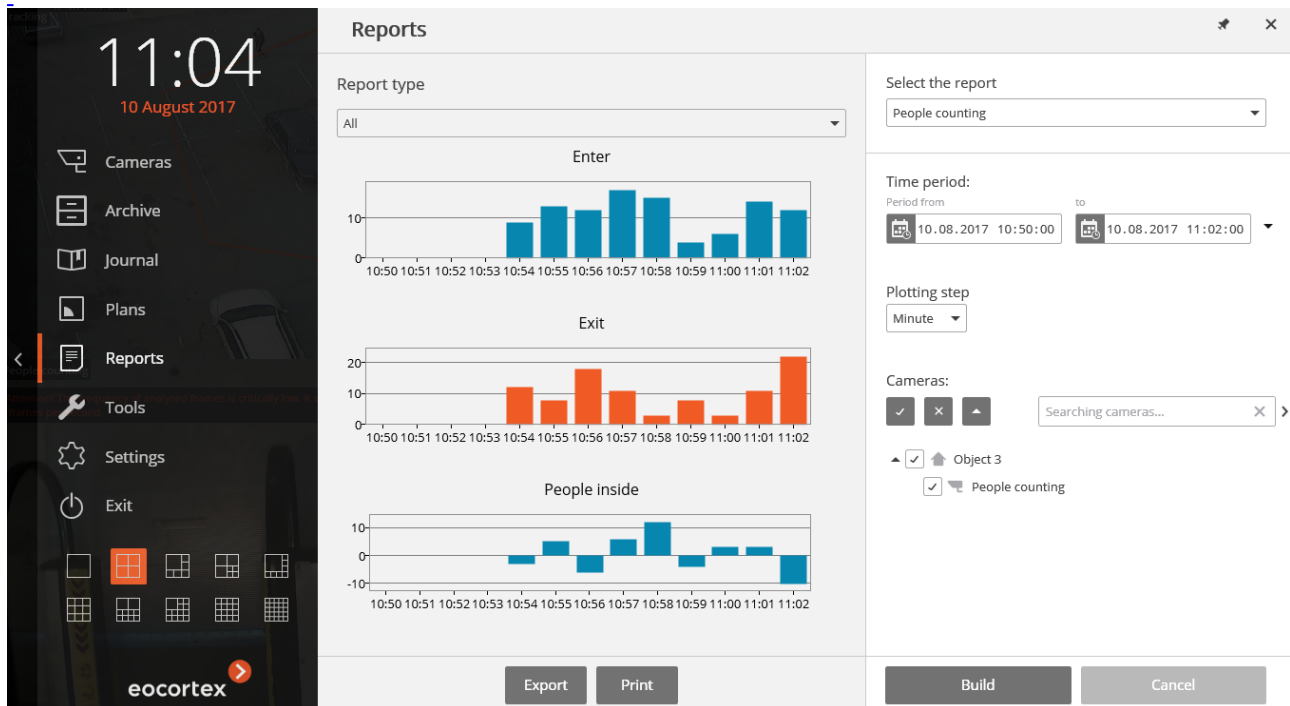 Tracking
11:04
10 August 2017
Cameras
Archive
Journal
Plans
Reports
Tools
Settings
Exit
eocortex
Reports
Report type
All
Enter
10
0
10:50 10:51 10:52 10:53 10:54 10:55 10:56 10:57 10:58 10:59 11:00 11:01 11:02
Exit
20
10
0
10:50 10:51 10:52 10:53 10:54 10:55 10:56 10:57 10:58 10:59 11:00 11:01 11:02
People inside
10
0
-10
10:50 10:51 10:52 10:53 10:54 10:55 10:56 10:57 10:58 10:59 11:00 11:01 11:02
Export Print
Select the report
People counting
Time period:
Period from to
10.08.2017 10:50:00 10.08.2017 11:02:00
Plotting step
Minute
Cameras:
Searching cameras...
Object 3
People counting
Build Cancel